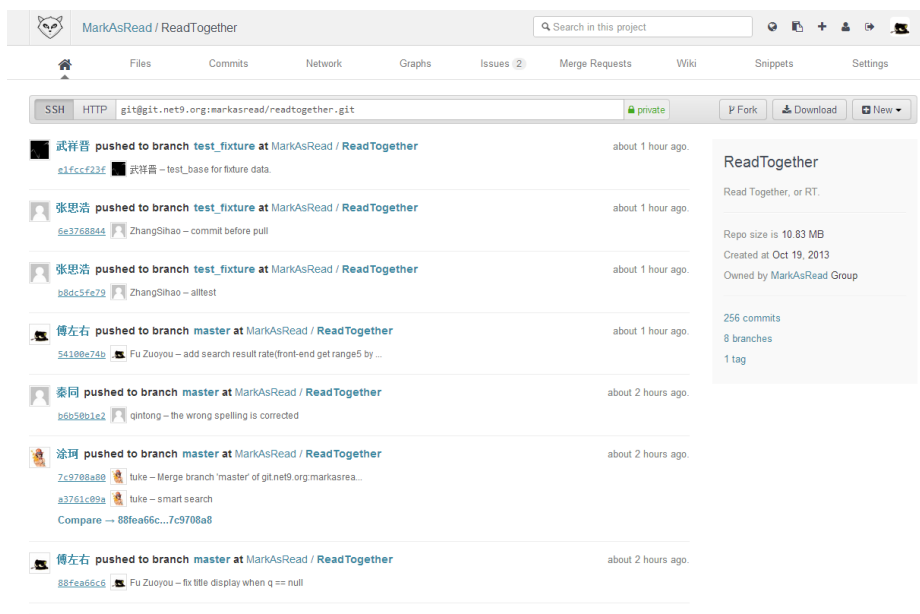 MarkAsRead / ReadTogether
Search in this project
Files Commits Network Graphs Issues 2 Merge Requests Wiki Snippets Settings
SSH HTTP git@git.net9.org:markasread/readtogether.git private Fork Download New
武祥晋 pushed to branch test_fixture at MarkAsRead / ReadTogether about 1 hour ago.
e1fccf23f 武祥晋 – test_base for fixture data.
张思浩 pushed to branch test_fixture at MarkAsRead / ReadTogether about 1 hour ago.
6e3768844 ZhangSihao – commit before pull
张思浩 pushed to branch test_fixture at MarkAsRead / ReadTogether about 1 hour ago.
b8dc5fe79 ZhangSihao – alltest
傅左右 pushed to branch master at MarkAsRead / ReadTogether about 1 hour ago.
54100e74b Fu Zuoyou – add search result rate(front-end get range5 by ...
秦同 pushed to branch master at MarkAsRead / ReadTogether about 2 hours ago.
b6b50b1e2 qintong – the wrong spelling is corrected
涂珂 pushed to branch master at MarkAsRead / ReadTogether about 2 hours ago.
7c9708a80 tuke – Merge branch 'master' of git.net9.org:markasrea...
a3761c09a tuke – smart search
Compare → 88fea66c...7c9708a8
傅左右 pushed to branch master at MarkAsRead / ReadTogether about 2 hours ago.
88fea66c6 Fu Zuoyou – fix title display when q == null
ReadTogether
Read Together, or RT.
Repo size is 10.83 MB
Created at Oct 19, 2013
Owned by MarkAsRead Group
256 commits
8 branches
1 tag